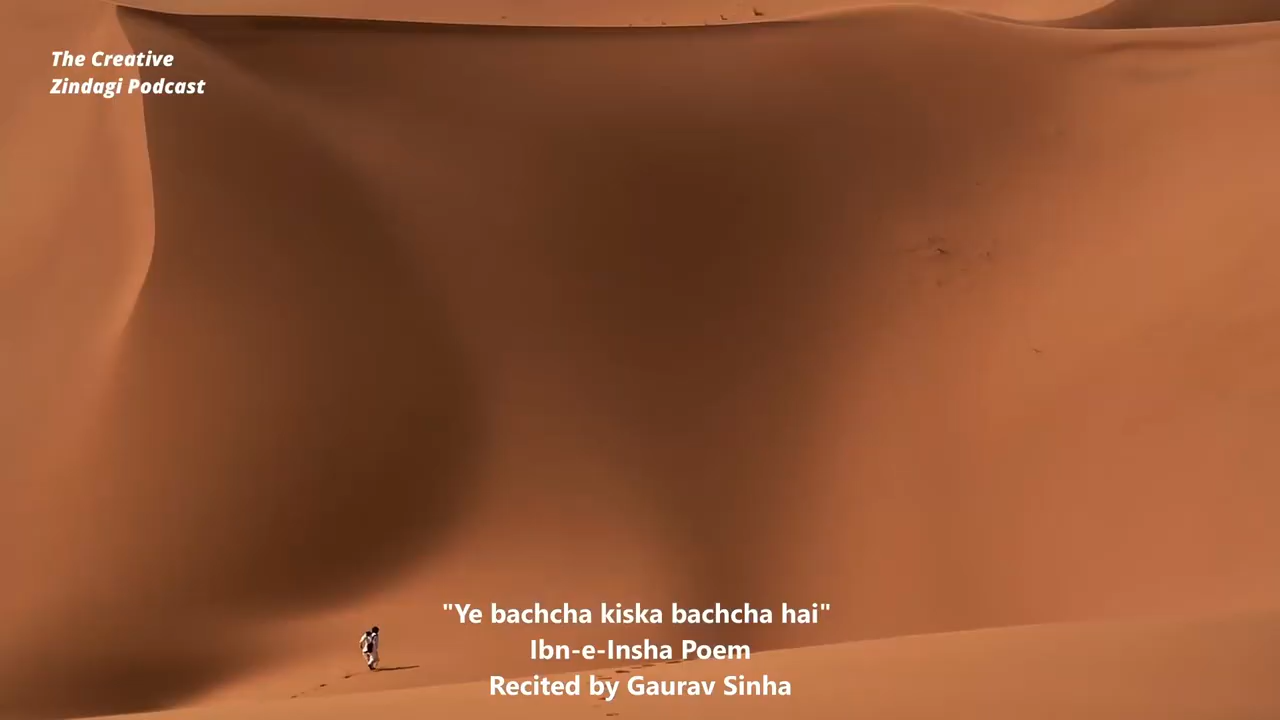 The Creative
Zindagi Podcast
"Ye bachcha kiska bachcha hai"
Ibn-e-Insha Poem
Recited by Gaurav Sinha